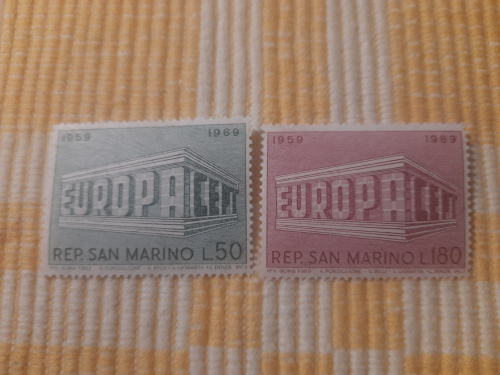 1959 1969
EUROPA CEPT
REP. SAN MARINO L.50
1959 1969
EUROPA CEPT
REP. SAN MARINO L.180